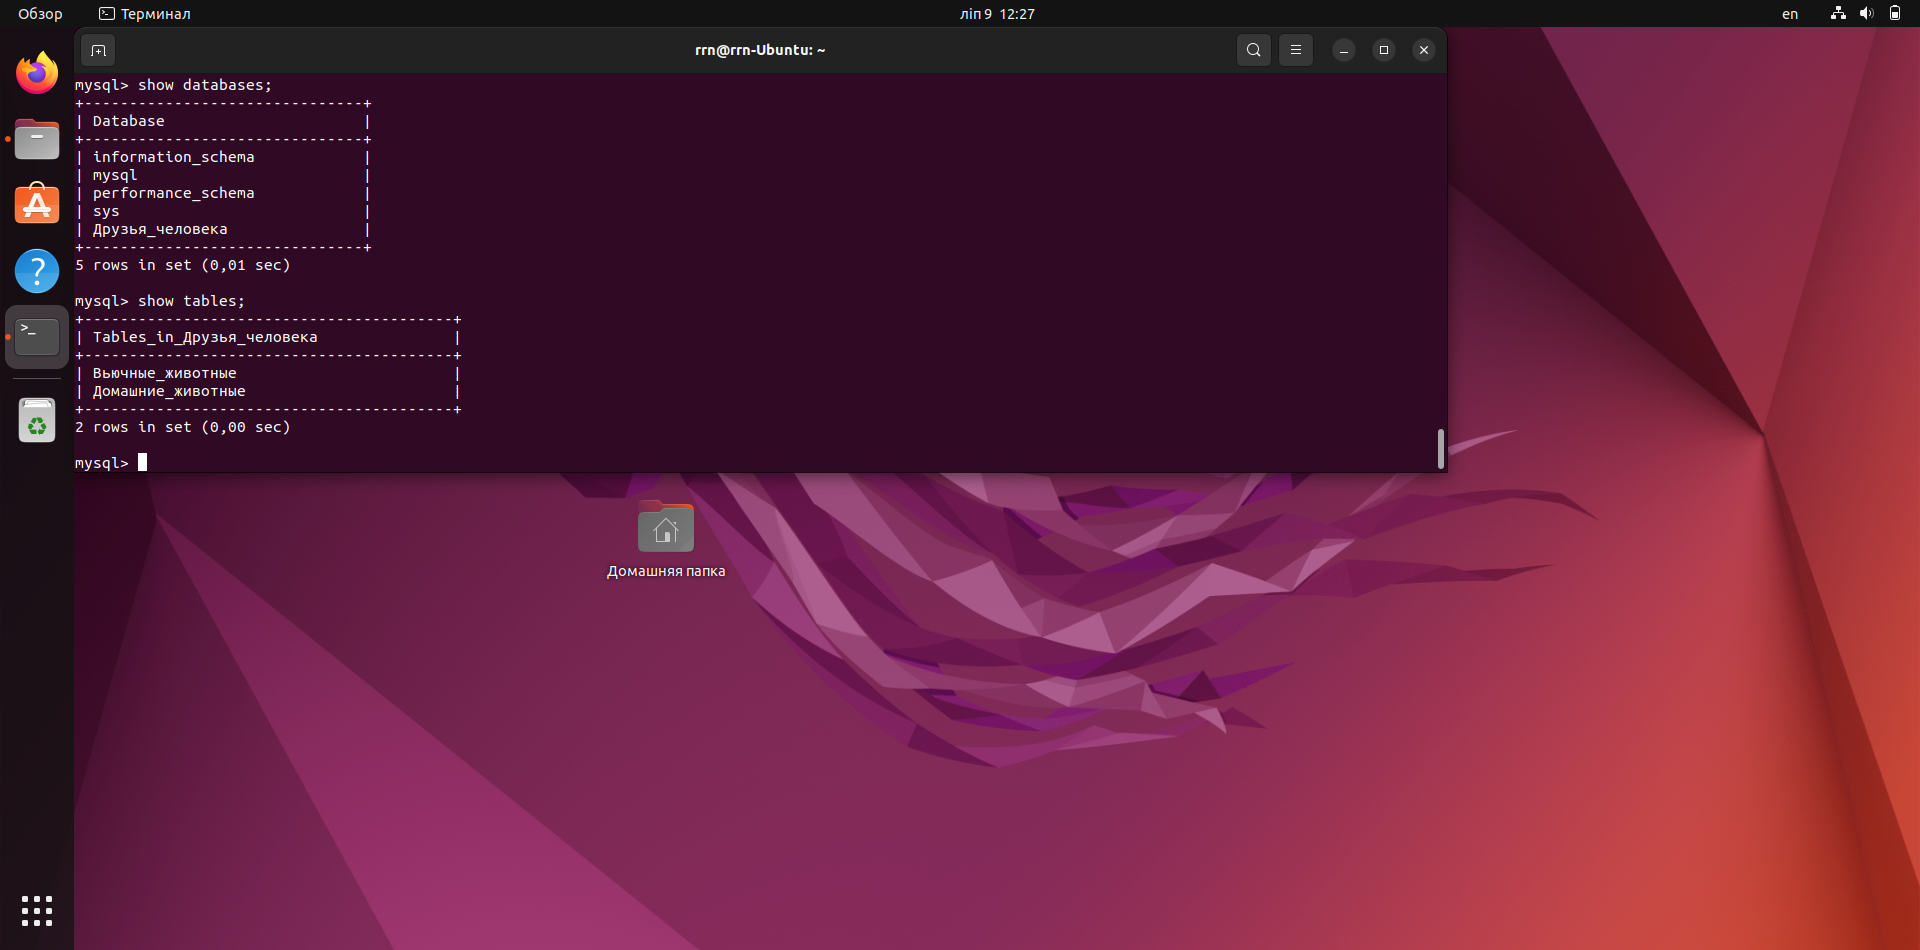 Обзор Терминал ліп 9 12:27 en
rrn@rrn-Ubuntu: ~
mysql> show databases;
+-------------------------------+
| Database                      |
+-------------------------------+
| information_schema            |
| mysql                         |
| performance_schema            |
| sys                           |
| Друзья_человека               |
+-------------------------------+
5 rows in set (0,01 sec)

mysql> show tables;
+-----------------------------------------+
| Tables_in_Друзья_человека               |
+-----------------------------------------+
| Вьючные_животные                        |
| Домашние_животные                       |
+-----------------------------------------+
2 rows in set (0,00 sec)

mysql>
Домашняя папка